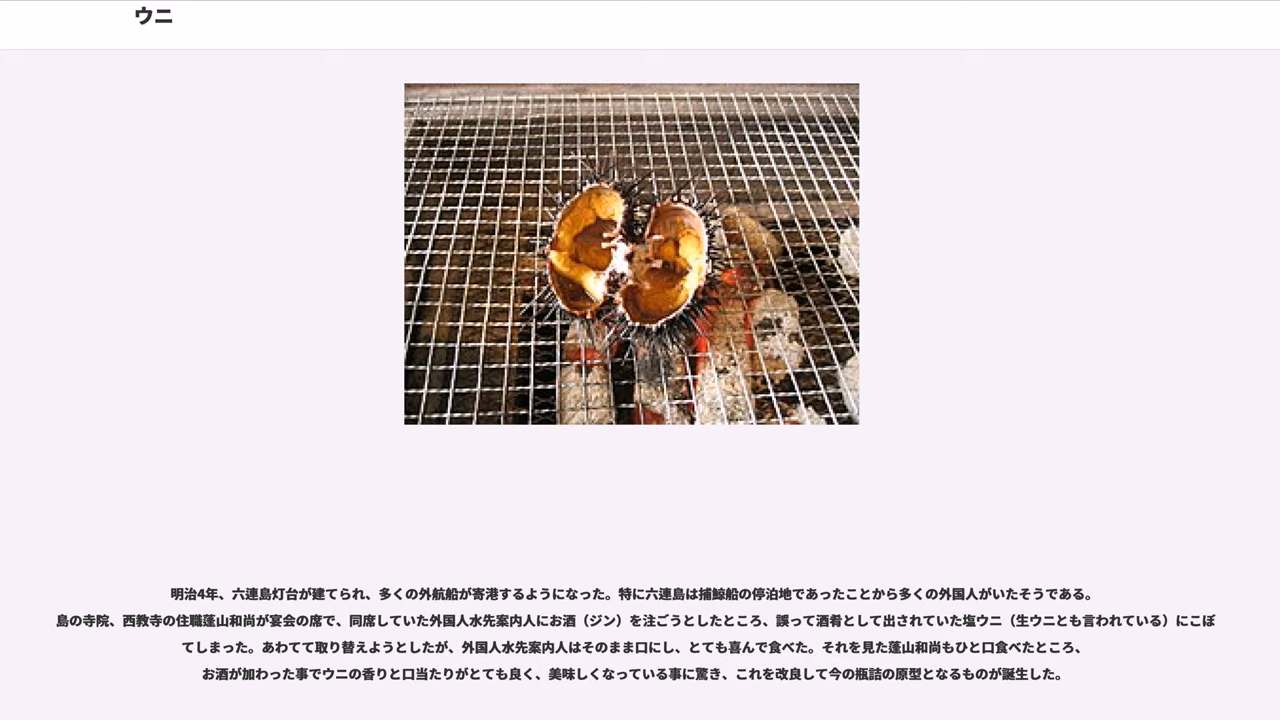 ウニ
明治4年、六連島灯台が建てられ、多くの外航船が寄港するようになった。特に六連島は捕鯨船の停泊地であったことから多くの外国人がいたそうである。
島の寺院、西教寺の住職蓬山和尚が宴会の席で、同席していた外国人水先案内人にお酒（ジン）を注ごうとしたところ、誤って酒肴として出されていた塩ウニ（生ウニとも言われている）にこぼ
てしまった。あわてて取り替えようとしたが、外国人水先案内人はそのまま口にし、とても喜んで食べた。それを見た蓬山和尚もひと口食べたところ、
お酒が加わった事でウニの香りと口当たりがとても良く、美味しくなっている事に驚き、これを改良して今の瓶詰の原型となるものが誕生した。